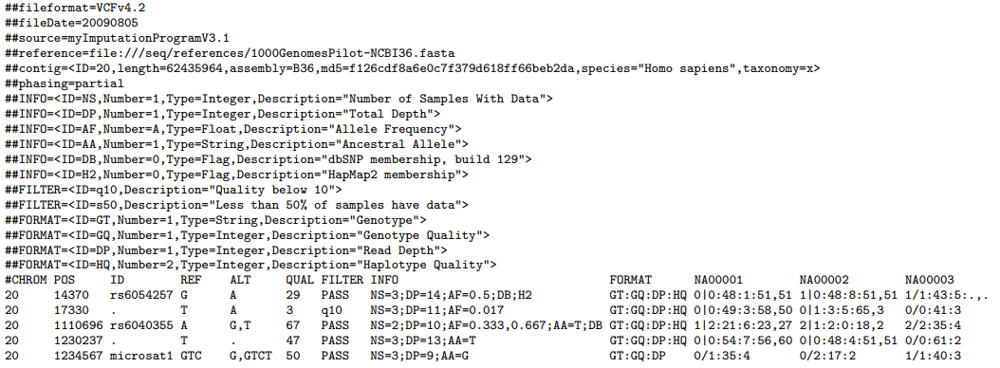 ##fileformat=VCFv4.2
##fileDate=20090805
##source=myImputationProgramV3.1
##reference=file:///seq/references/1000GenomesPilot-NCBI36.fasta
##contig=<ID=20,length=62435964,assembly=B36,md5=f126cdf8a6e0c7f379d618ff66beb2da,species="Homo sapiens",taxonomy=x>
##phasing=partial
##INFO=<ID=NS,Number=1,Type=Integer,Description="Number of Samples With Data">
##INFO=<ID=DP,Number=1,Type=Integer,Description="Total Depth">
##INFO=<ID=AF,Number=A,Type=Float,Description="Allele Frequency">
##INFO=<ID=AA,Number=1,Type=String,Description="Ancestral Allele">
##INFO=<ID=DB,Number=0,Type=Flag,Description="dbSNP membership, build 129">
##INFO=<ID=H2,Number=0,Type=Flag,Description="HapMap2 membership">
##FILTER=<ID=q10,Description="Quality below 10">
##FILTER=<ID=s50,Description="Less than 50% of samples have data">
##FORMAT=<ID=GT,Number=1,Type=String,Description="Genotype">
##FORMAT=<ID=GQ,Number=1,Type=Integer,Description="Genotype Quality">
##FORMAT=<ID=DP,Number=1,Type=Integer,Description="Read Depth">
##FORMAT=<ID=HQ,Number=2,Type=Integer,Description="Haplotype Quality">
#CHROM POS ID REF ALT QUAL FILTER INFO FORMAT NA00001 NA00002 NA00003
20 14370 rs6054257 G A 29 PASS NS=3;DP=14;AF=0.5;DB;H2 GT:GQ:DP:HQ 0|0:48:1:51,51 1|0:48:8:51,51 1/1:43:5:.,.
20 17330 . T A 3 q10 NS=3;DP=11;AF=0.017 GT:GQ:DP:HQ 0|0:49:3:58,50 0|1:3:5:65,3 0/0:41:3
20 1110696 rs6040355 A G,T 67 PASS NS=2;DP=10;AF=0.333,0.667;AA=T;DB GT:GQ:DP:HQ 1|2:21:6:23,27 2|1:2:0:18,2 2/2:35:4
20 1230237 . T . 47 PASS NS=3;DP=13;AA=T GT:GQ:DP:HQ 0|0:54:7:56,60 0|0:48:4:51,51 0/0:61:2
20 1234567 microsat1 GTC G,GTCT 50 PASS NS=3;DP=9;AA=G GT:GQ:DP 0/1:35:4 0/2:17:2 1/1:40:3